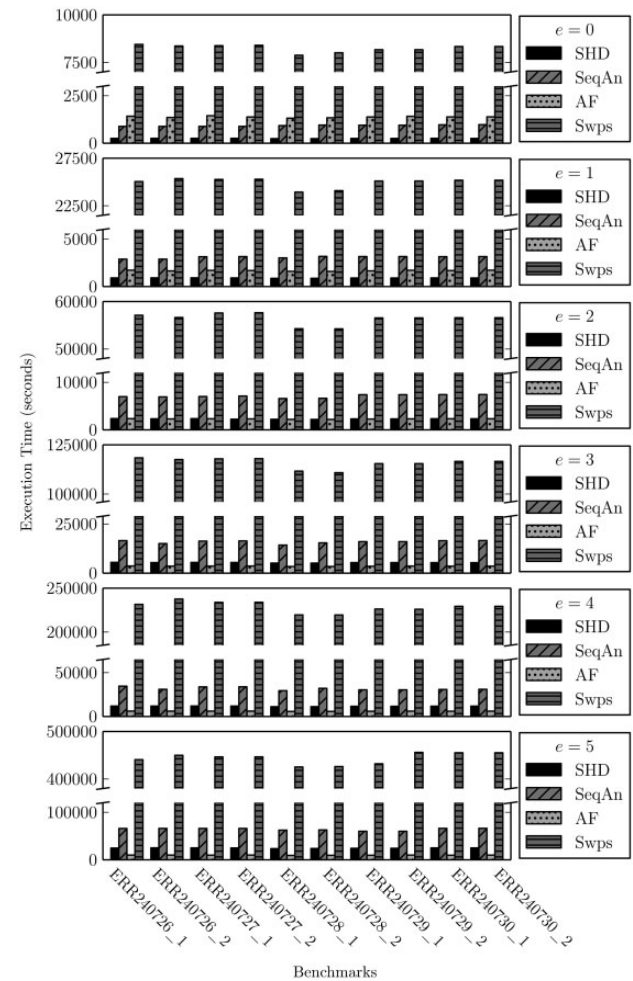 10000
7500
2500
0
e = 0
SHD
SeqAn
AF
Swps
27500
22500
5000
0
e = 1
SHD
SeqAn
AF
Swps
60000
50000
10000
0
e = 2
SHD
SeqAn
AF
Swps
125000
100000
25000
0
e = 3
SHD
SeqAn
AF
Swps
250000
200000
50000
0
e = 4
SHD
SeqAn
AF
Swps
500000
400000
100000
0
e = 5
SHD
SeqAn
AF
Swps
Execution Time (seconds)
ERR240726_1
ERR240726_2
ERR240727_1
ERR240727_2
ERR240728_1
ERR240728_2
ERR240729_1
ERR240729_2
ERR240730_1
ERR240730_2
Benchmarks